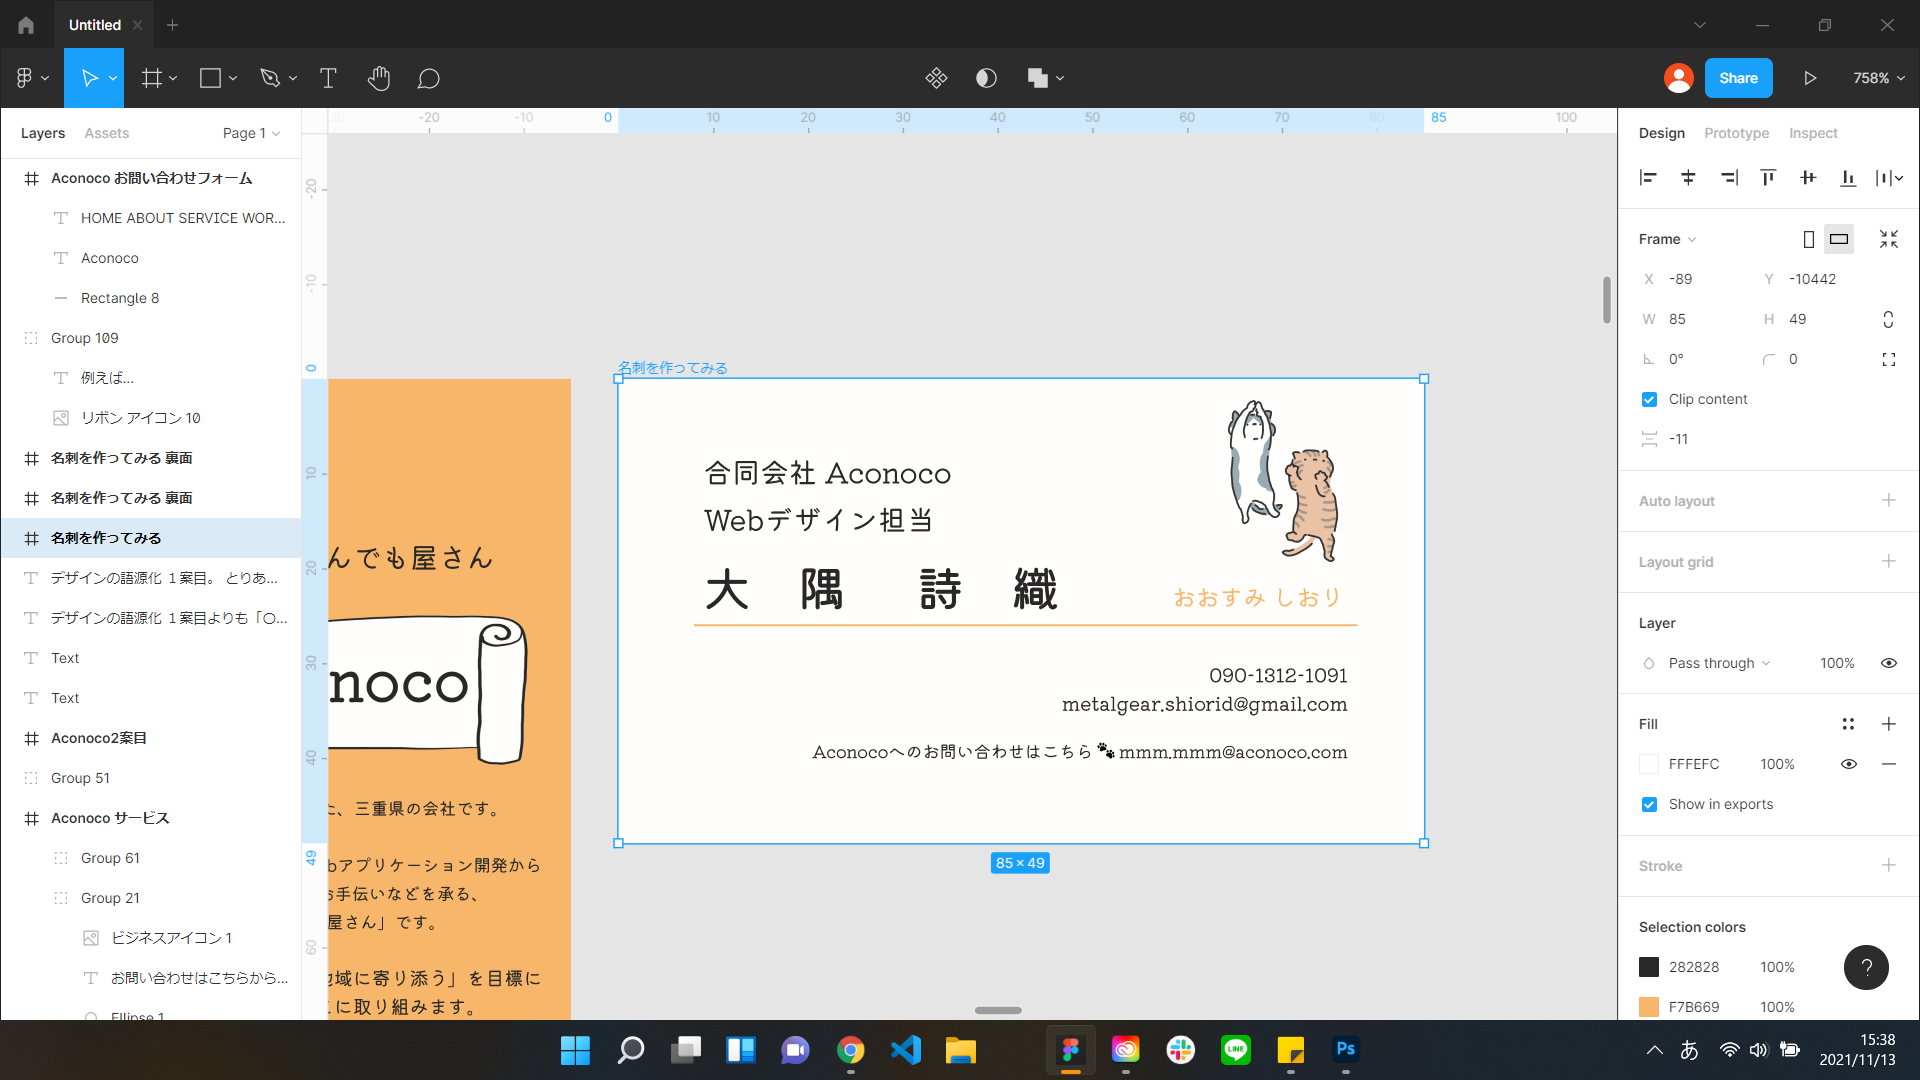 Untitled
Share
758%
Layers
Assets
Page 1
Aconoco お問い合わせフォーム
HOME ABOUT SERVICE WOR...
Aconoco
Rectangle 8
Group 109
例えば...
リボン アイコン 10
名刺を作ってみる 裏面
名刺を作ってみる 裏面
名刺を作ってみる
デザインの語源化 1案目。 とりあ...
デザインの語源化 1案目よりも「〇...
Text
Text
Aconoco2案目
Group 51
Aconoco サービス
Group 61
Group 21
ビジネスアイコン 1
お問い合わせはこちらから...
Ellipse 1
-20
-10
0
10
20
30
40
50
60
70
80
85
100
-20
-10
0
10
20
30
40
49
60
んでも屋さん
noco
、三重県の会社です。
bアプリケーション開発から
お手伝いなどを承る、
屋さん」です。
地域に寄り添う」を目標に
に取り組みます。
名刺を作ってみる
合同会社 Aconoco
Webデザイン担当
大隅 詩織
おおすみ しおり
090-1312-1091
metalgear.shiorid@gmail.com
Aconocoへのお問い合わせはこちら🐾mmm.mmm@aconoco.com
85 × 49
Design
Prototype
Inspect
Frame
X -89
Y -10442
W 85
H 49
0°
0
Clip content
-11
Auto layout
Layout grid
Layer
Pass through
100%
Fill
FFFEFC
100%
Show in exports
Stroke
Selection colors
282828
100%
F7B669
100%
?
LINE
Ps
あ
15:38
2021/11/13